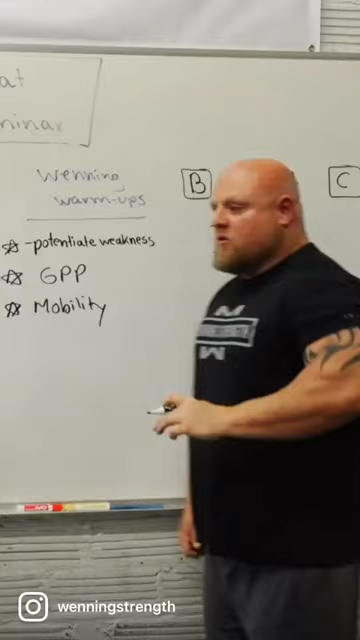 at
minar
wenning
warm-ups
B
C
-potentiate weakness
GPP
Mobility
M
W
wenningstrength